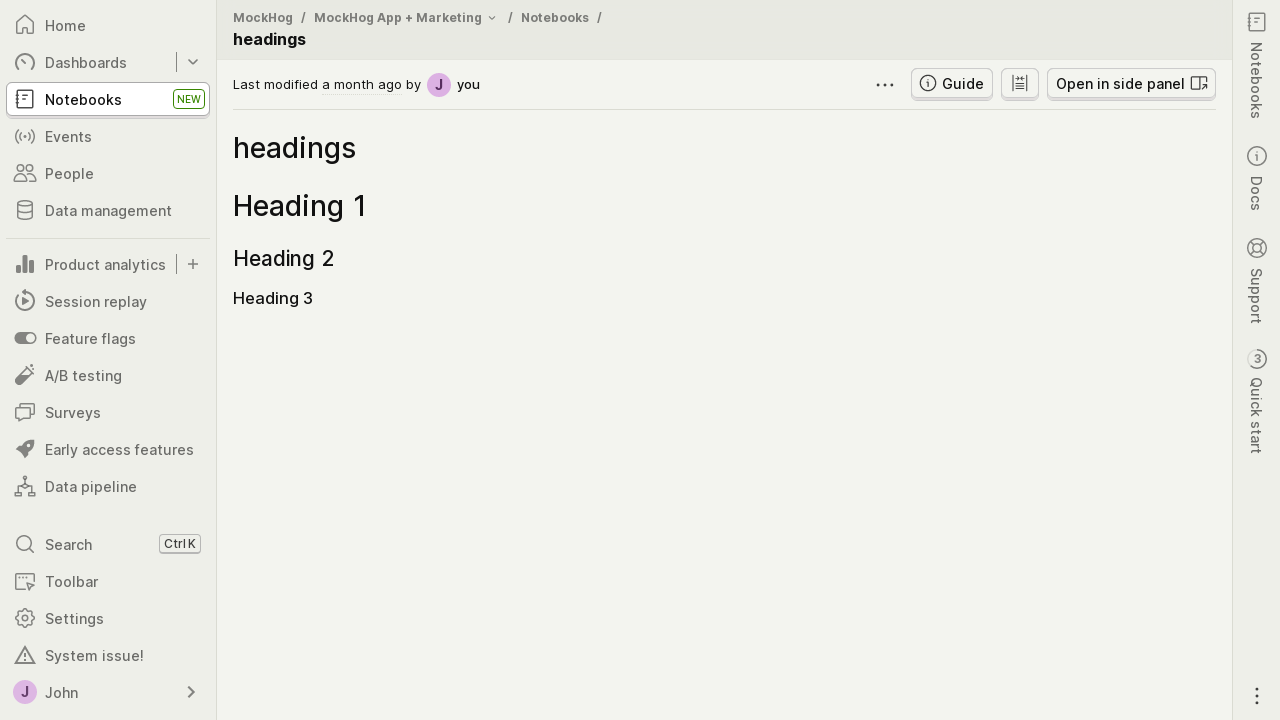 Home
Dashboards
Notebooks NEW
Events
People
Data management
Product analytics
Session replay
Feature flags
A/B testing
Surveys
Early access features
Data pipeline
Search Ctrl K
Toolbar
Settings
System issue!
J John
MockHog / MockHog App + Marketing / Notebooks /
headings
Last modified a month ago by J you
Guide
Open in side panel
headings
Heading 1
Heading 2
Heading 3
Notebooks
Docs
Support
3 Quick start